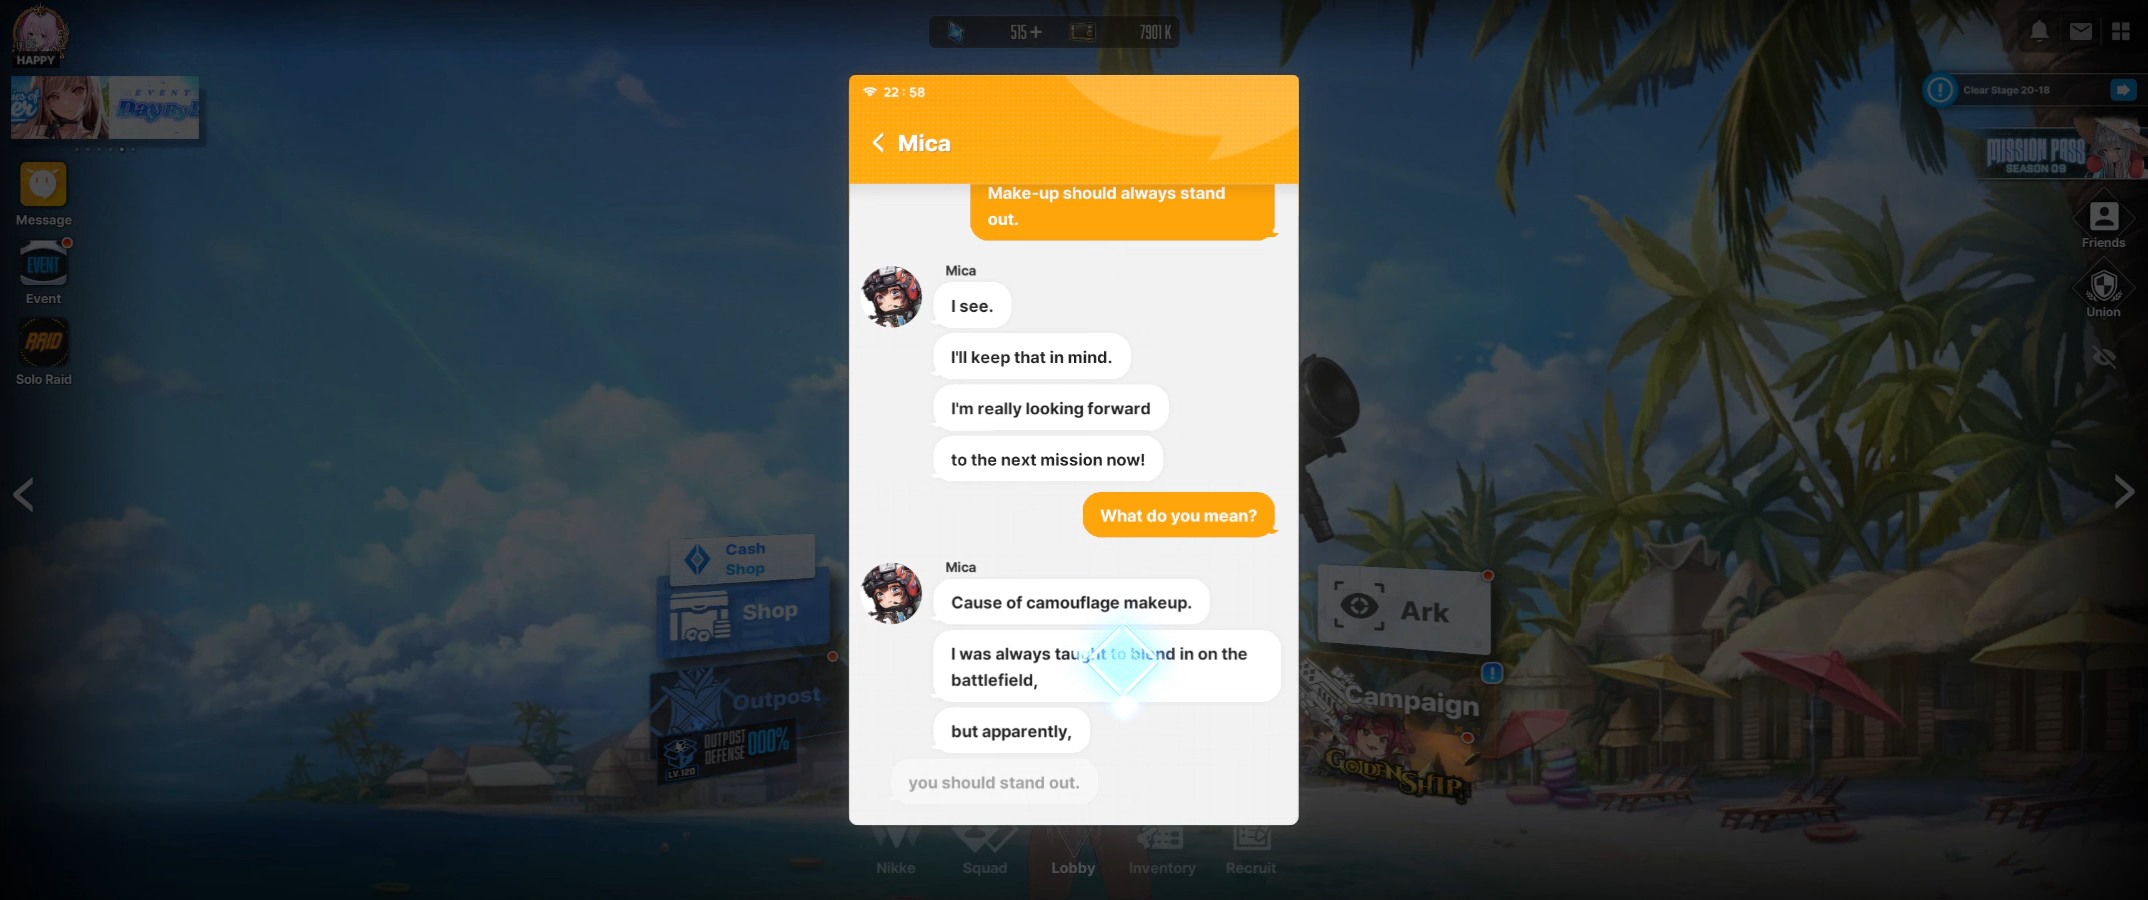 HAPPY
515+
7901 K
EVENT
Clear Stage 20-18
MISSION PASS
SEASON 09
Message
EVENT
Event
RAID
Solo Raid
Friends
Union
22 : 58
Mica
Make-up should always stand
out.
Mica
I see.
I'll keep that in mind.
I'm really looking forward
to the next mission now!
What do you mean?
Mica
Cause of camouflage makeup.
I was always taught to blend in on the
battlefield,
but apparently,
you should stand out.
Cash
Shop
Shop
Outpost
OUTPOST
DEFENSE 000%
LV.120
Ark
Campaign
GOLDEN SHIP
Nikke
Squad
Lobby
Inventory
Recruit